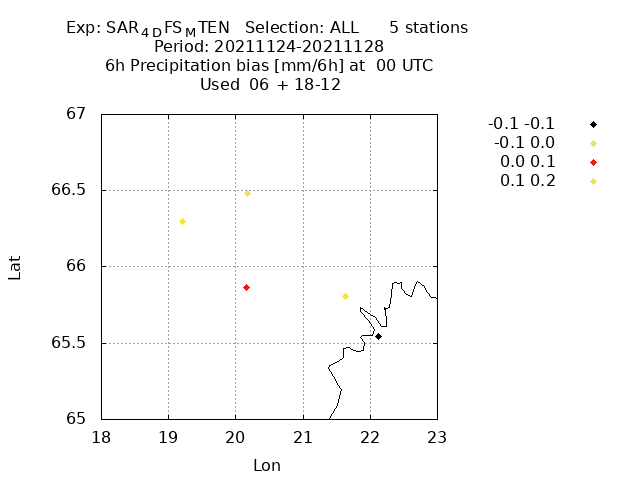 Exp: SAR4DFSMTEN Selection: ALL 5 stations
Period: 20211124-20211128
6h Precipitation bias [mm/6h] at 00 UTC
Used 06 + 18-12
-0.1 -0.1
-0.1 0.0
0.0 0.1
0.1 0.2
67
66.5
66
65.5
65
Lat
18 19 20 21 22 23
Lon